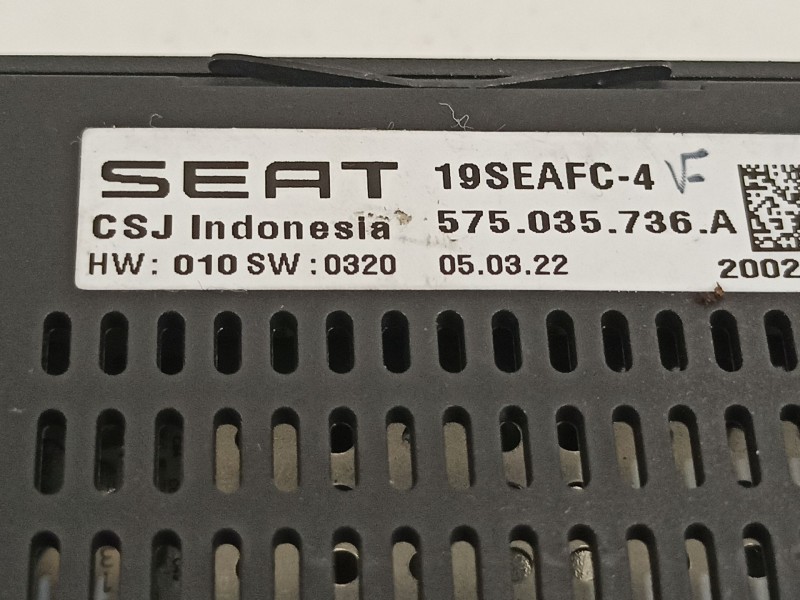 SEAT 19SEAFC-4 F
CSJ Indonesia 575.035.736.A
HW: 010 SW:0320 05.03.22 2002